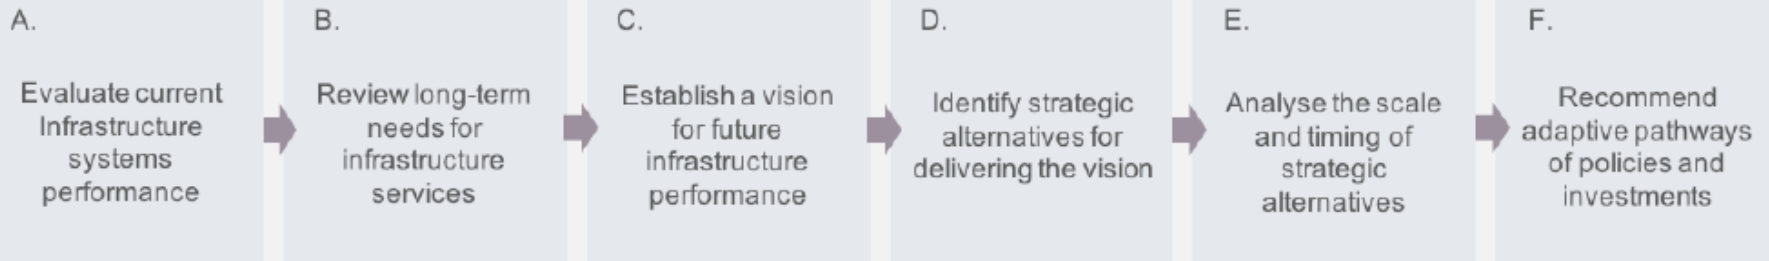 A.
Evaluate current
Infrastructure
systems
performance
B.
Review long-term
needs for
infrastructure
services
C.
Establish a vision
for future
infrastructure
performance
D.
Identify strategic
alternatives for
delivering the vision
E.
Analyse the scale
and timing of
strategic
alternatives
F.
Recommend
adaptive pathways
of policies and
investments